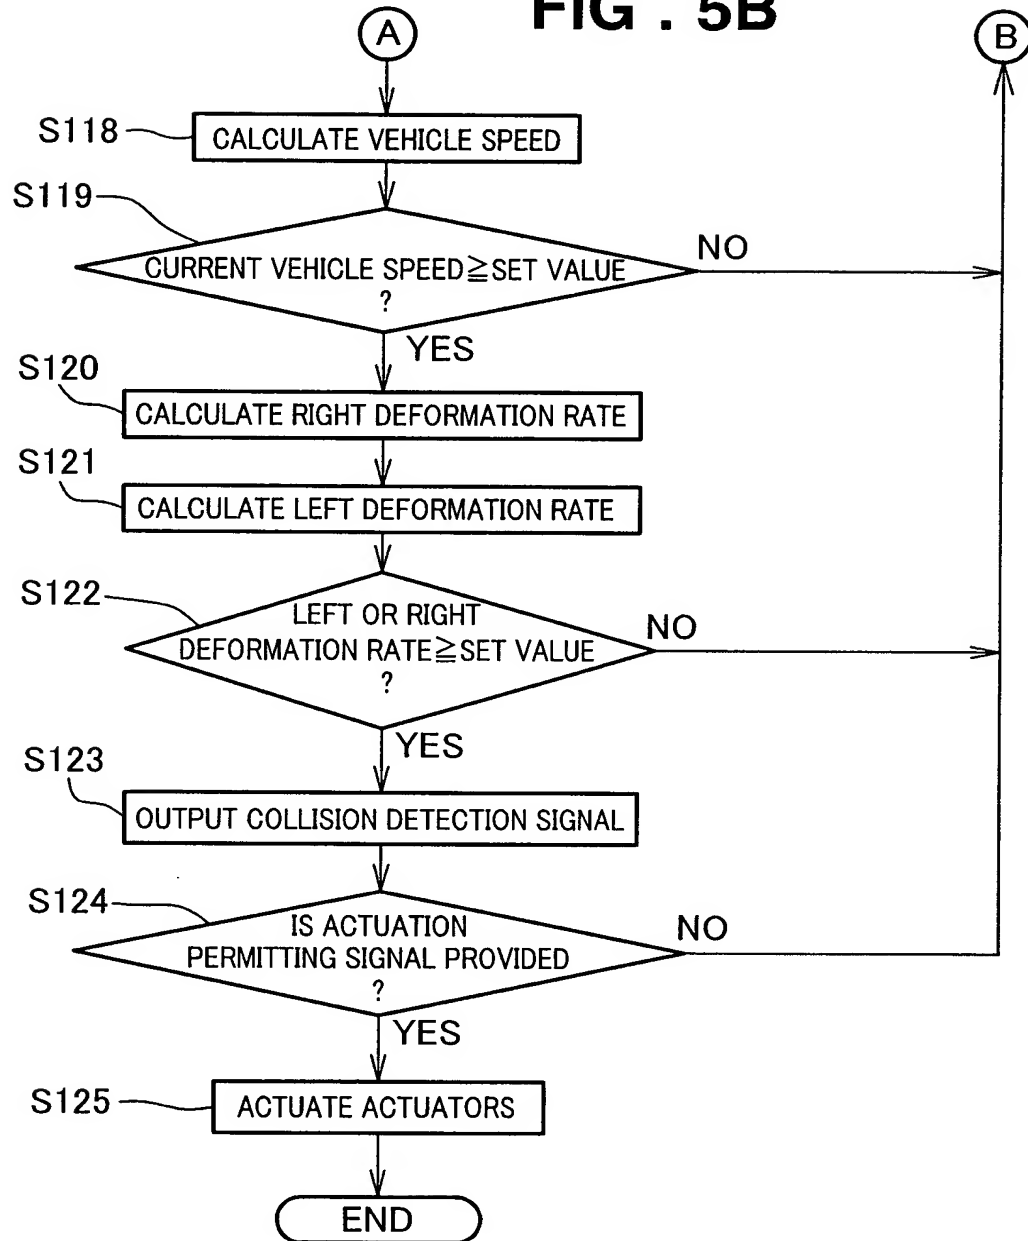 FIG . 5B
A
B
S118
CALCULATE VEHICLE SPEED
S119
CURRENT VEHICLE SPEED≧SET VALUE
?
NO
YES
S120
CALCULATE RIGHT DEFORMATION RATE
S121
CALCULATE LEFT DEFORMATION RATE
S122
LEFT OR RIGHT
DEFORMATION RATE≧SET VALUE
?
NO
YES
S123
OUTPUT COLLISION DETECTION SIGNAL
S124
IS ACTUATION
PERMITTING SIGNAL PROVIDED
?
NO
YES
S125
ACTUATE ACTUATORS
END